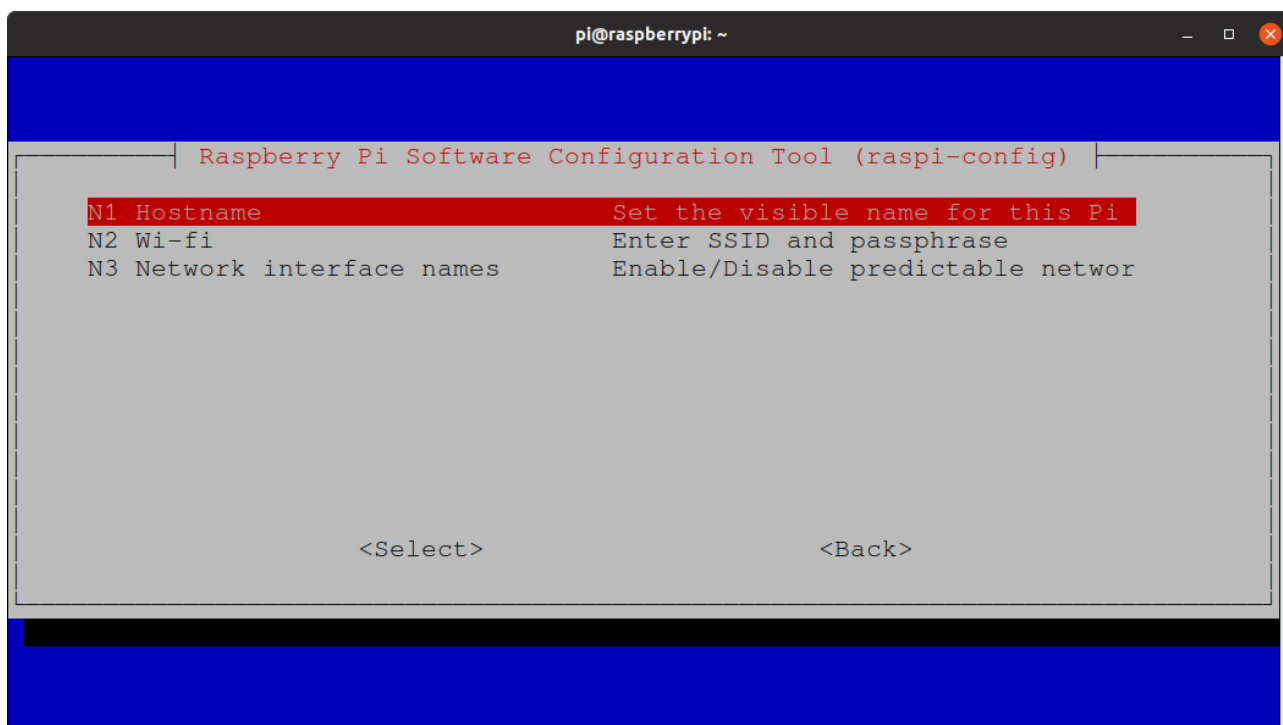 pi@raspberrypi: ~
Raspberry Pi Software Configuration Tool (raspi-config)
N1 Hostname Set the visible name for this Pi
N2 Wi-fi Enter SSID and passphrase
N3 Network interface names Enable/Disable predictable networ
<Select> <Back>